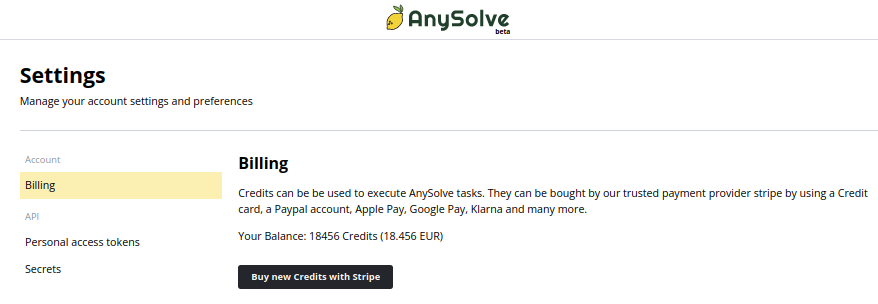 AnySolve
beta
Settings
Manage your account settings and preferences
Account
Billing
API
Personal access tokens
Secrets
Billing
Credits can be be used to execute AnySolve tasks. They can be bought by our trusted payment provider stripe by using a Credit
card, a Paypal account, Apple Pay, Google Pay, Klarna and many more.
Your Balance: 18456 Credits (18.456 EUR)
Buy new Credits with Stripe